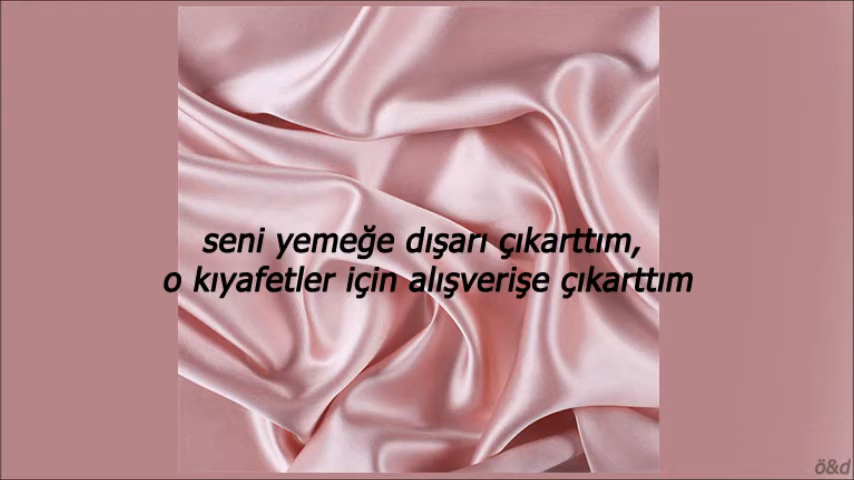 seni yemeğe dışarı çıkarttım,
o kıyafetler için alışverişe çıkarttım
ö&d